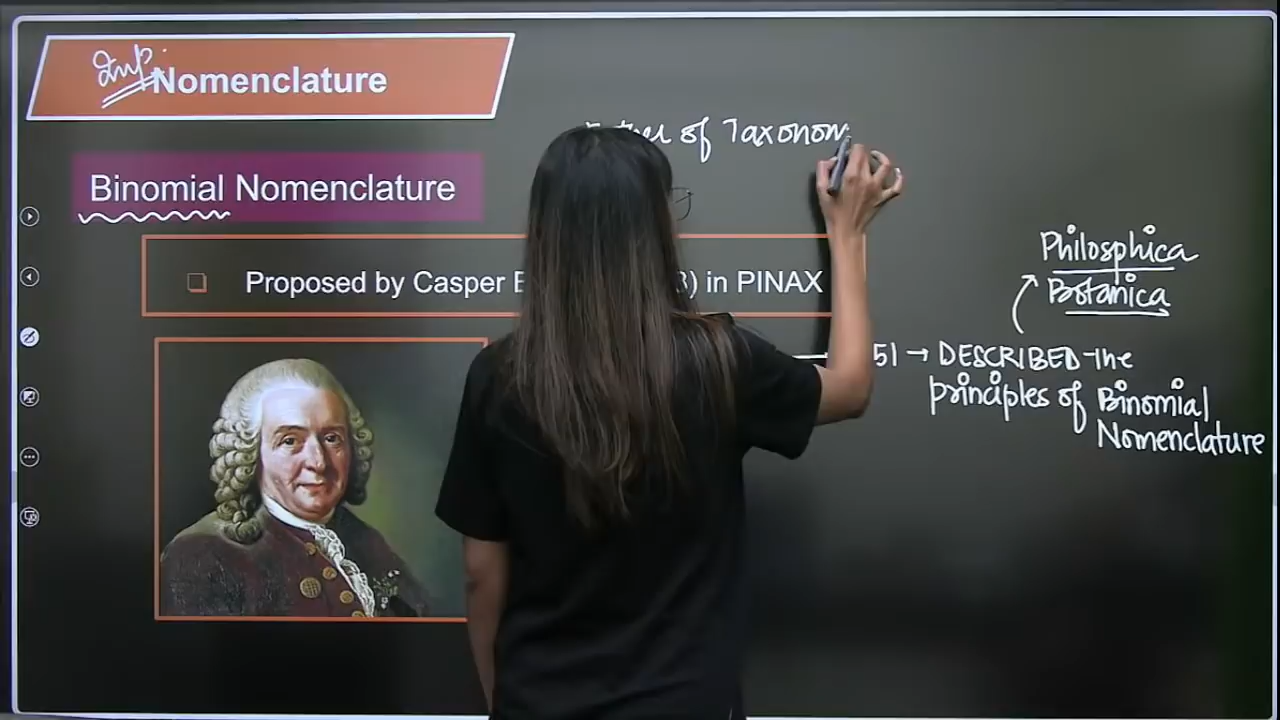 Imp
Nomenclature
of Taxonom
Binomial Nomenclature
Proposed by Casper in PINAX
Philosphica
Botanica
51 → DESCRIBED the
principles of Binomial
Nomenclature